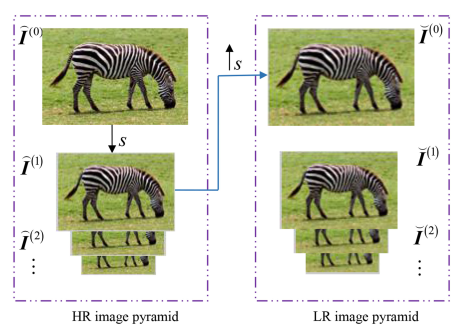 Î⁽⁰⁾
s
Î⁽¹⁾
Î⁽²⁾
⋮
HR image pyramid
s
Ĭ⁽⁰⁾
Ĭ⁽¹⁾
Ĭ⁽²⁾
⋮
LR image pyramid